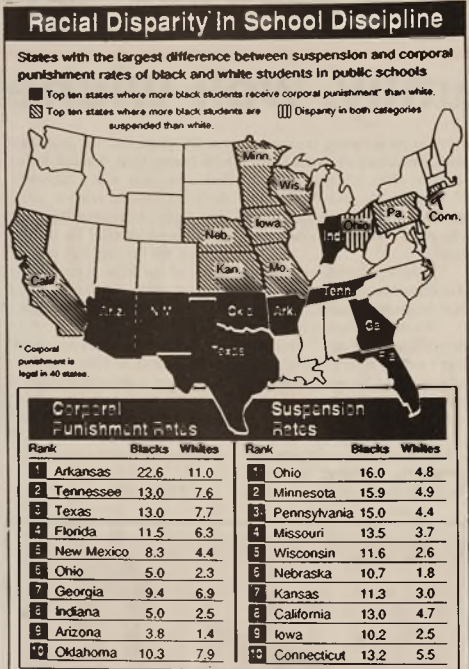 Racial Disparity In School Discipline
States with the largest difference between suspension and corporal
punishment rates of black and white students in public schools
Top ten states where more black students receive corporal punishment* than white.
Top ten states where more black students are
suspended than white.
Disparity in both categories
Minn.
Wis.
Iowa
Neb.
Ind.
Ohio
Pa.
Conn.
Calif.
Kan.
Mo.
Tenn.
Ariz.
N.M.
Okla.
Ark.
Texas
Ga.
Fla.
* Corporal
punishment is
legal in 40 states.
Corporal
Punishment Rates
Rank Blacks Whites
1 Arkansas 22.6 11.0
2 Tennessee 13.0 7.6
3 Texas 13.0 7.7
4 Florida 11.5 6.3
5 New Mexico 8.3 4.4
6 Ohio 5.0 2.3
7 Georgia 9.4 6.9
8 Indiana 5.0 2.5
9 Arizona 3.8 1.4
10 Oklahoma 10.3 7.9
Suspension
Rates
Rank Blacks Whites
1 Ohio 16.0 4.8
2 Minnesota 15.9 4.9
3 Pennsylvania 15.0 4.4
4 Missouri 13.5 3.7
5 Wisconsin 11.6 2.6
6 Nebraska 10.7 1.8
7 Kansas 11.3 3.0
8 California 13.0 4.7
9 Iowa 10.2 2.5
10 Connecticut 13.2 5.5